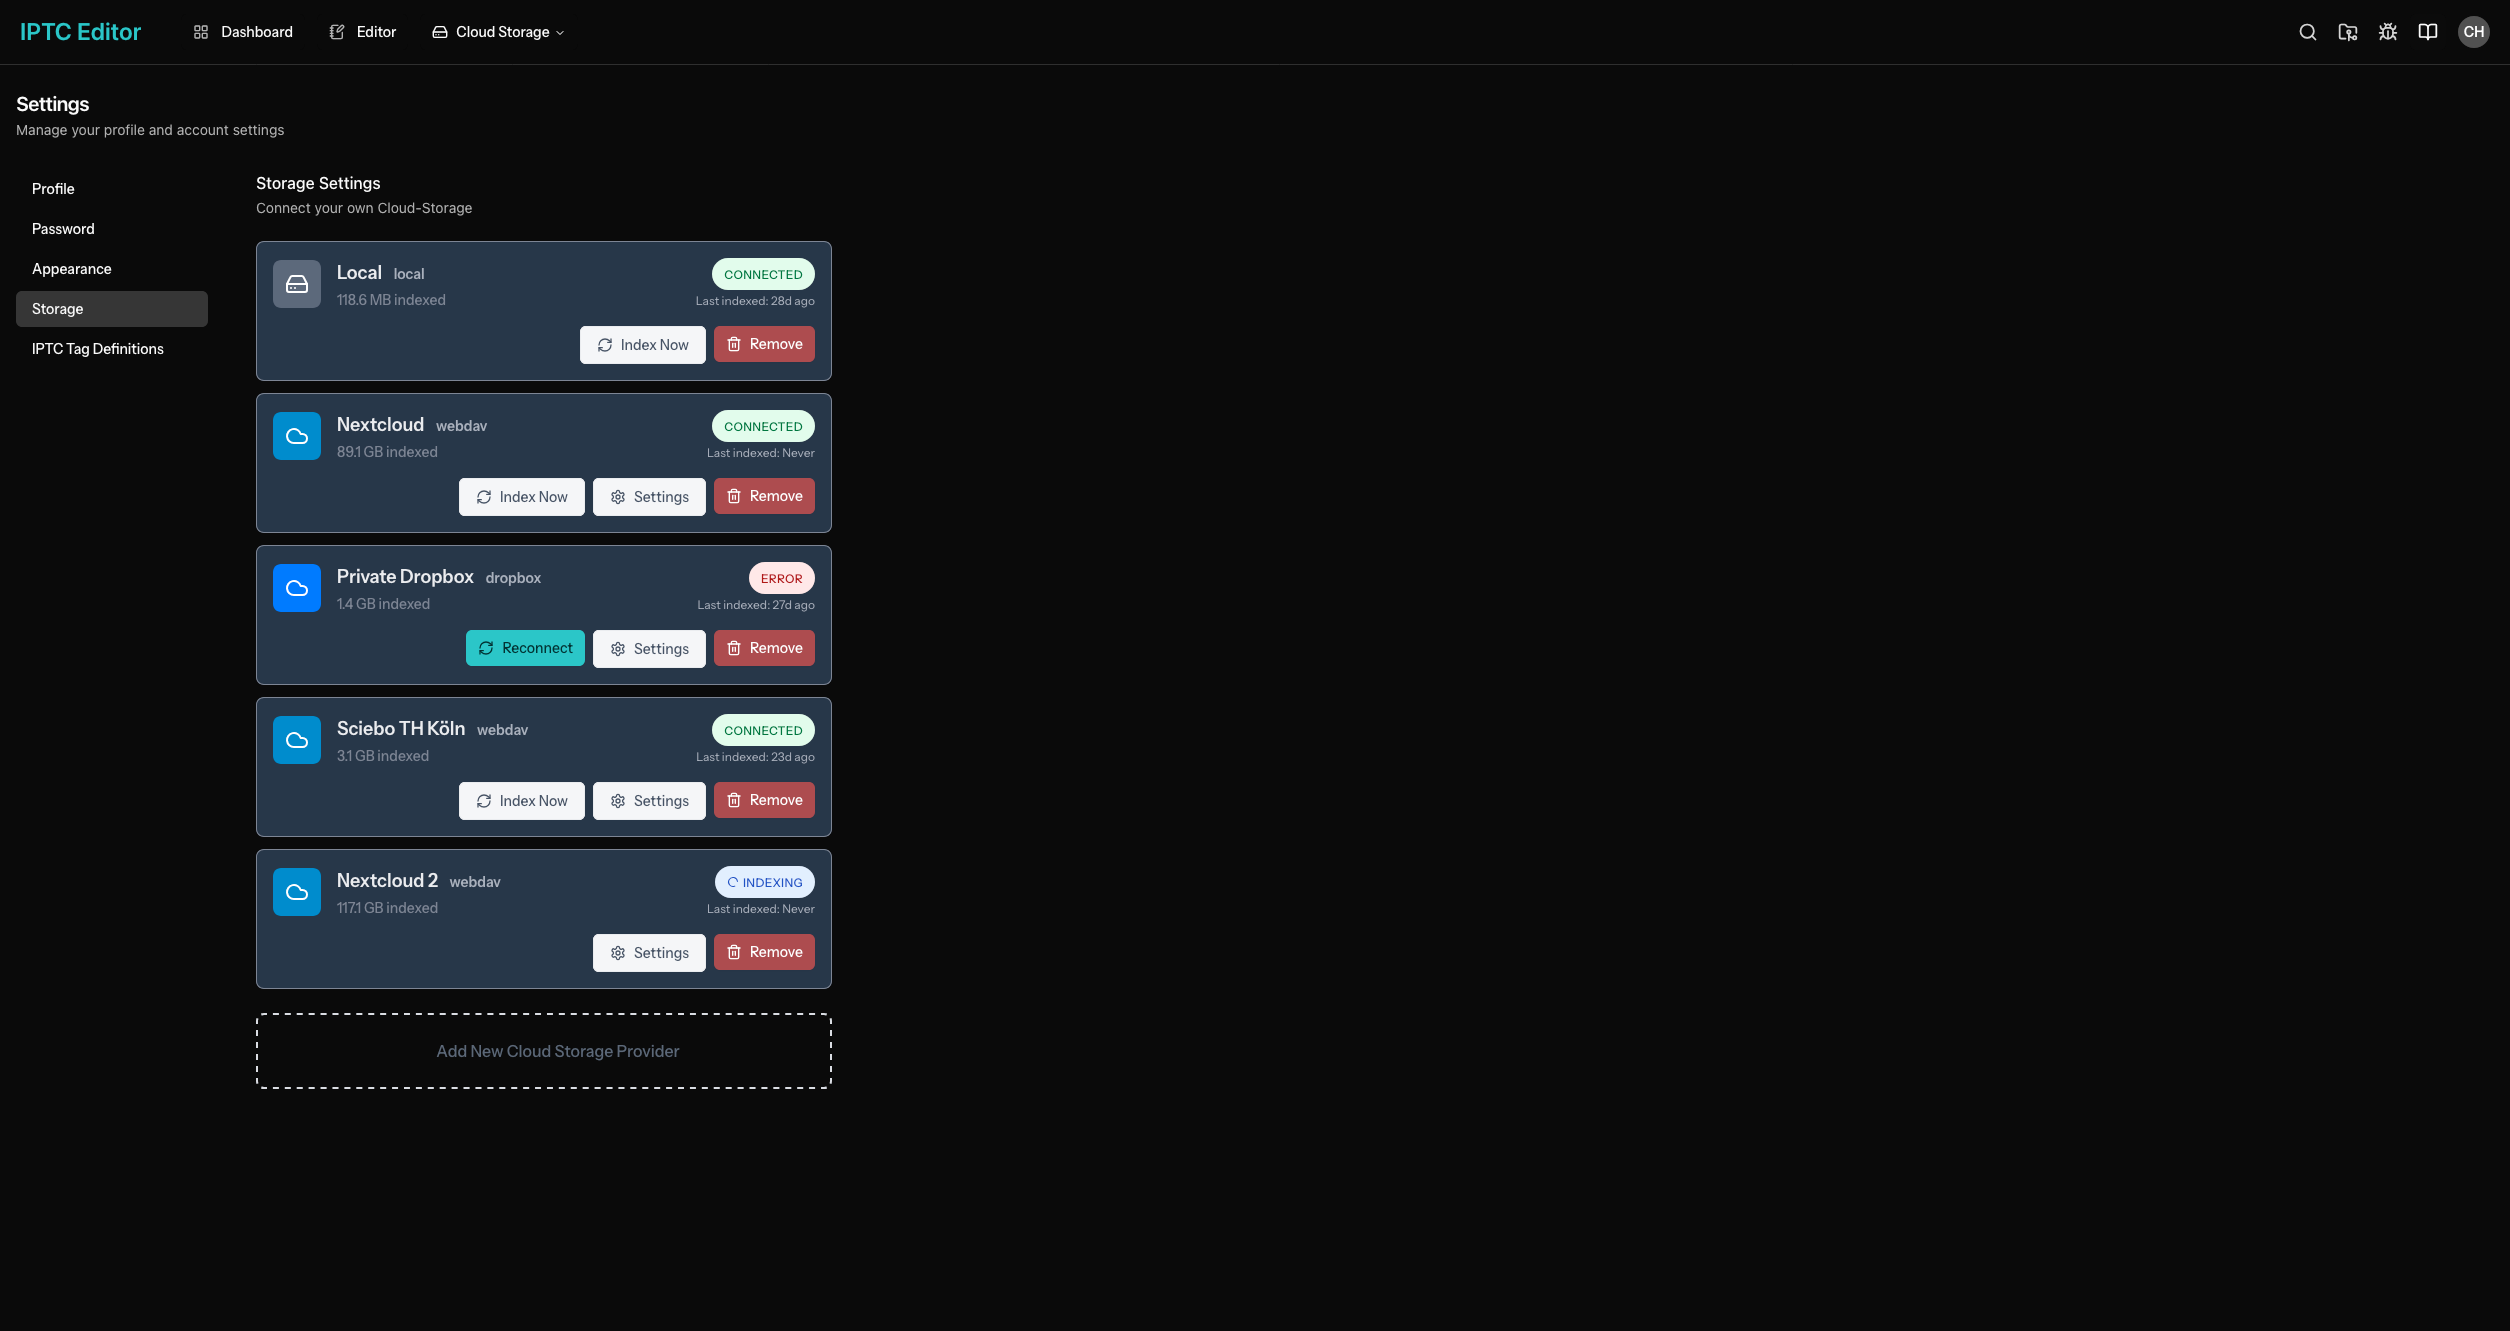 IPTC Editor
Dashboard
Editor
Cloud Storage
CH
Settings
Manage your profile and account settings
Profile
Password
Appearance
Storage
IPTC Tag Definitions
Storage Settings
Connect your own Cloud-Storage
Local local CONNECTED
118.6 MB indexed Last indexed: 28d ago
Index Now Remove
Nextcloud webdav CONNECTED
89.1 GB indexed Last indexed: Never
Index Now Settings Remove
Private Dropbox dropbox ERROR
1.4 GB indexed Last indexed: 27d ago
Reconnect Settings Remove
Sciebo TH Köln webdav CONNECTED
3.1 GB indexed Last indexed: 23d ago
Index Now Settings Remove
Nextcloud 2 webdav INDEXING
117.1 GB indexed Last indexed: Never
Settings Remove
Add New Cloud Storage Provider